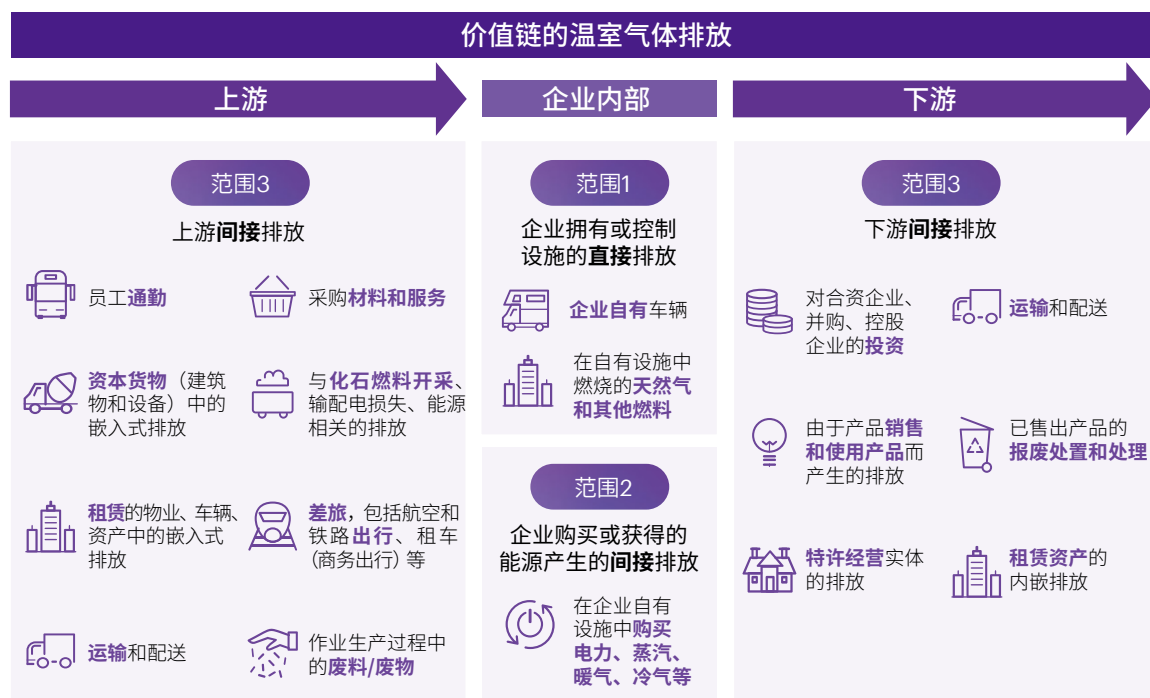 价值链的温室气体排放
上游
企业内部
下游
范围3
上游间接排放
员工通勤
采购材料和服务
资本货物（建筑
物和设备）中的
嵌入式排放
与化石燃料开采、
输配电损失、能源
相关的排放
租赁的物业、车辆、
资产中的嵌入式
排放
差旅，包括航空和
铁路出行、租车
（商务出行）等
运输和配送
作业生产过程中
的废料/废物
范围1
企业拥有或控制
设施的直接排放
企业自有车辆
在自有设施中
燃烧的天然气
和其他燃料
范围2
企业购买或获得的
能源产生的间接排放
在企业自有
设施中购买
电力、蒸汽、
暖气、冷气等
范围3
下游间接排放
对合资企业、
并购、控股
企业的投资
运输和配送
由于产品销售
和使用产品而
产生的排放
已售出产品的
报废处置和处理
特许经营实体
的排放
租赁资产的
内嵌排放